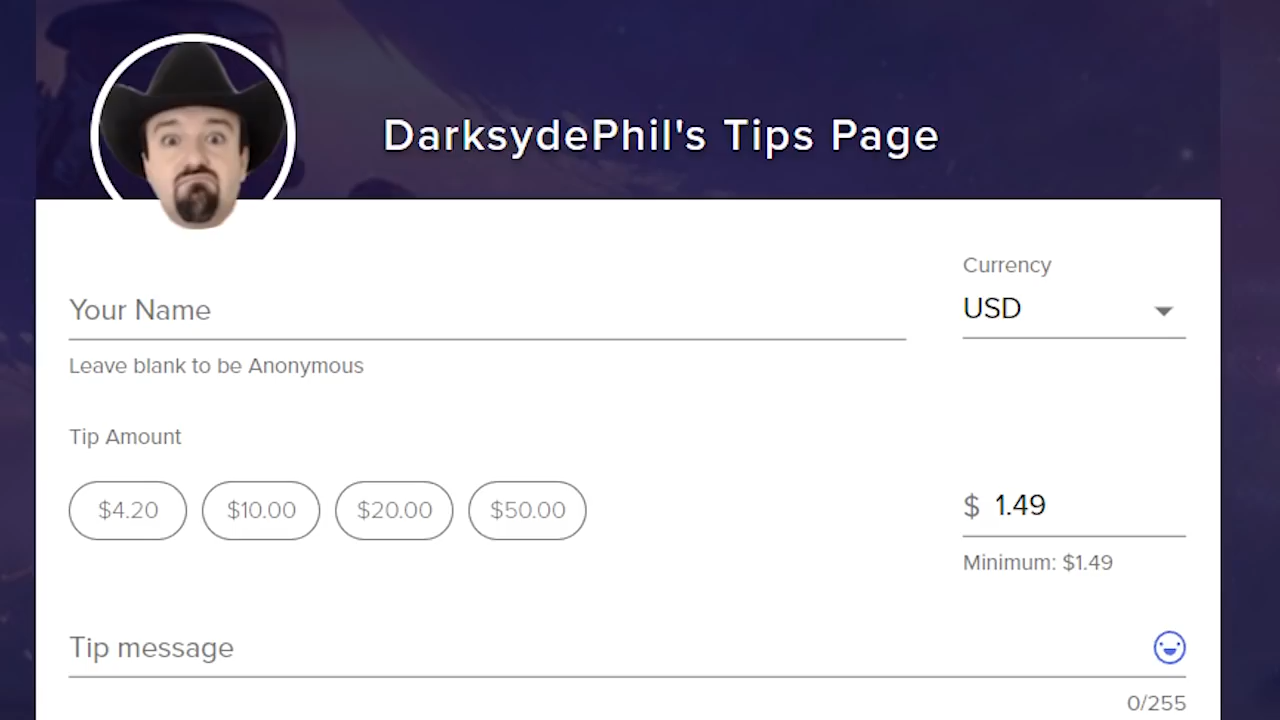 DarksydePhil's Tips Page
Currency
Your Name
USD
Leave blank to be Anonymous
Tip Amount
$4.20 $10.00 $20.00 $50.00 $ 1.49
Minimum: $1.49
Tip message
0/255